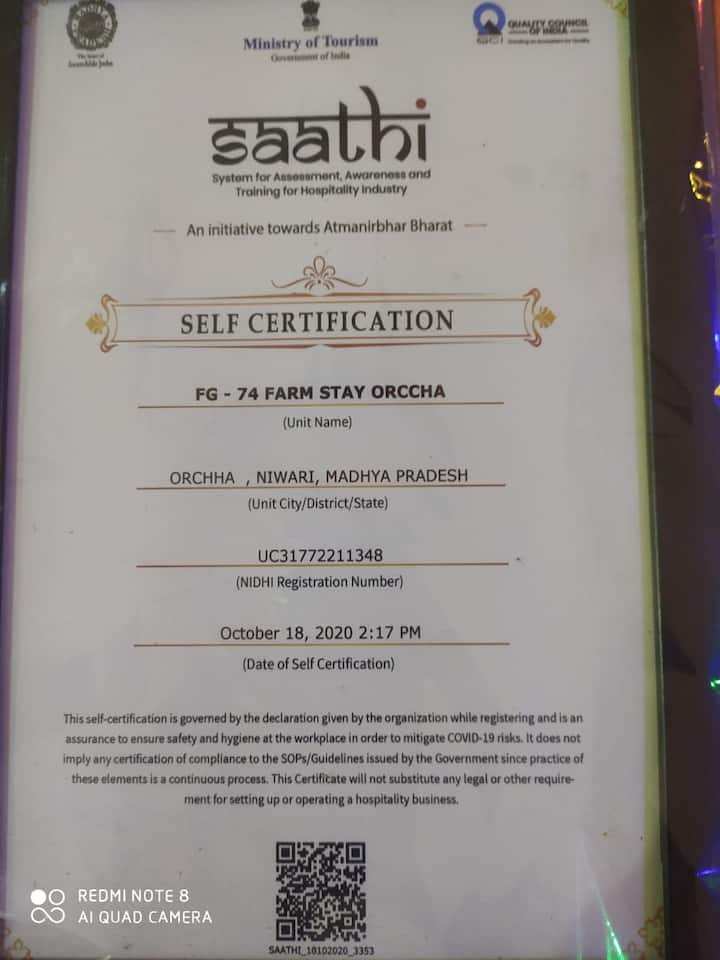 Ministry of Tourism
Government of India
QUALITY COUNCIL
OF INDIA
QCI
saathi
System for Assessment, Awareness and
Training for Hospitality Industry
An initiative towards Atmanirbhar Bharat
SELF CERTIFICATION
FG - 74 FARM STAY ORCCHA
(Unit Name)
ORCHHA , NIWARI, MADHYA PRADESH
(Unit City/District/State)
UC31772211348
(NIDHI Registration Number)
October 18, 2020 2:17 PM
(Date of Self Certification)
This self-certification is governed by the declaration given by the organization while registering and is an
assurance to ensure safety and hygiene at the workplace in order to mitigate COVID-19 risks. It does not
imply any certification of compliance to the SOPs/Guidelines issued by the Government since practice of
these elements is a continuous process. This Certificate will not substitute any legal or other require-
ment for setting up or operating a hospitality business.
SAATHI_18102020_3353
REDMI NOTE 8
AI QUAD CAMERA